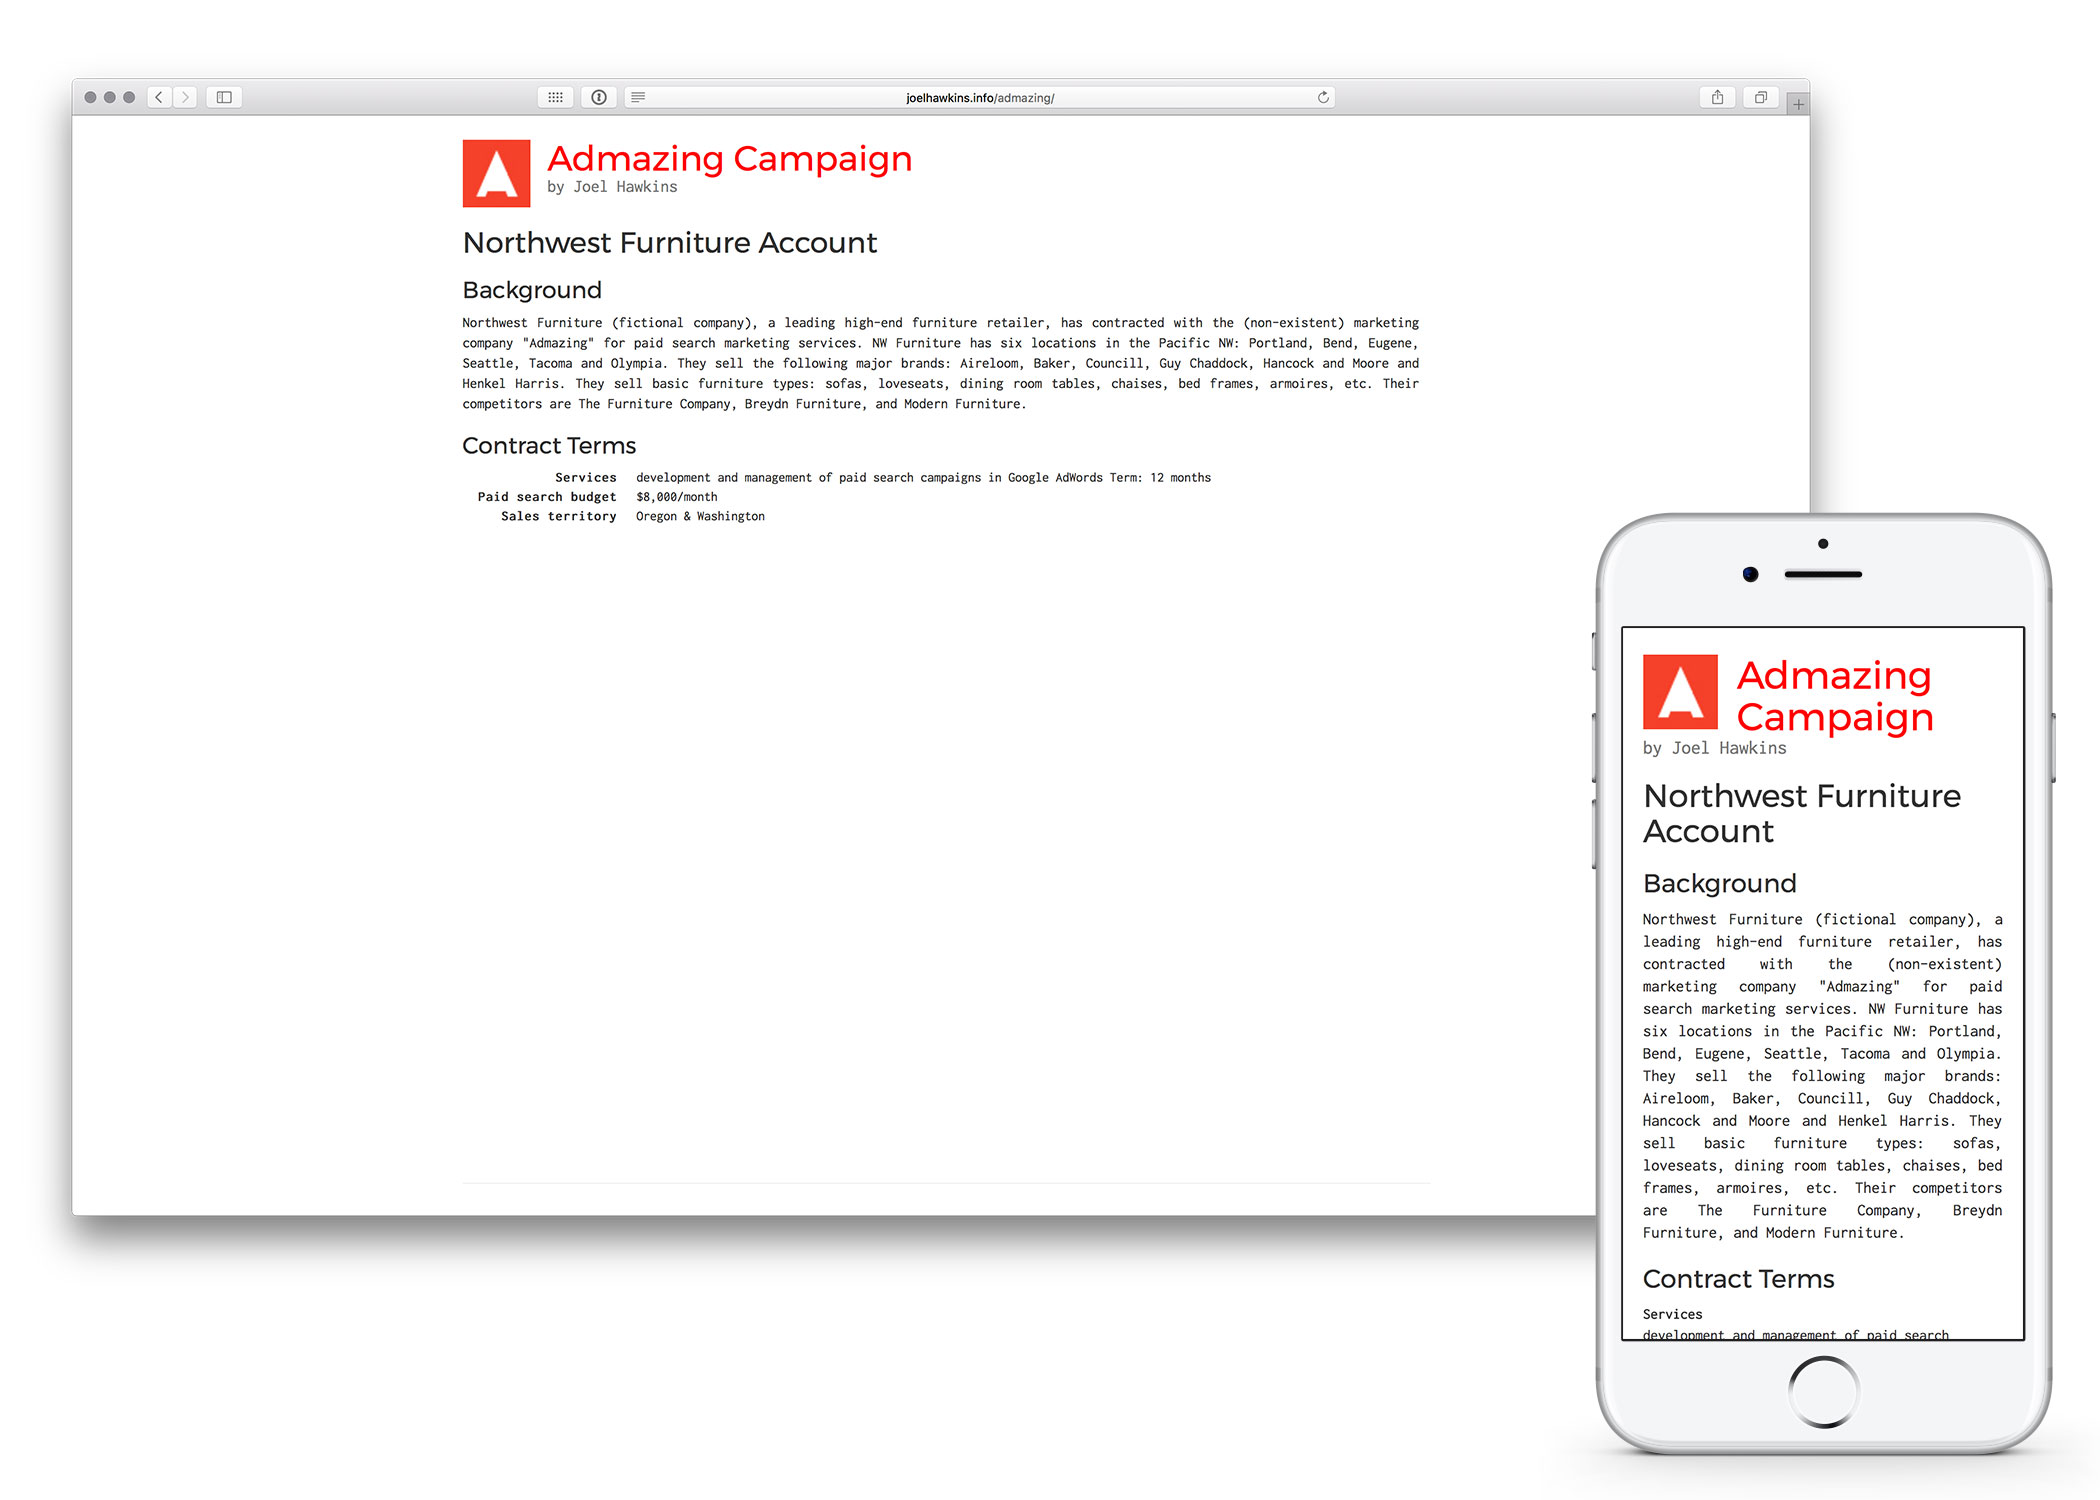 joelhawkins.info/admazing/
A
Admazing Campaign
by Joel Hawkins
Northwest Furniture Account
Background
Northwest Furniture (fictional company), a leading high-end furniture retailer, has contracted with the (non-existent) marketing
company "Admazing" for paid search marketing services. NW Furniture has six locations in the Pacific NW: Portland, Bend, Eugene,
Seattle, Tacoma and Olympia. They sell the following major brands: Aireloom, Baker, Councill, Guy Chaddock, Hancock and Moore and
Henkel Harris. They sell basic furniture types: sofas, loveseats, dining room tables, chaises, bed frames, armoires, etc. Their
competitors are The Furniture Company, Breydn Furniture, and Modern Furniture.
Contract Terms
Services development and management of paid search campaigns in Google AdWords Term: 12 months
Paid search budget $8,000/month
Sales territory Oregon & Washington
A
Admazing
Campaign
by Joel Hawkins
Northwest Furniture
Account
Background
Northwest Furniture (fictional company), a
leading high-end furniture retailer, has
contracted with the (non-existent)
marketing company "Admazing" for paid
search marketing services. NW Furniture has
six locations in the Pacific NW: Portland,
Bend, Eugene, Seattle, Tacoma and Olympia.
They sell the following major brands:
Aireloom, Baker, Councill, Guy Chaddock,
Hancock and Moore and Henkel Harris. They
sell basic furniture types: sofas,
loveseats, dining room tables, chaises, bed
frames, armoires, etc. Their competitors
are The Furniture Company, Breydn
Furniture, and Modern Furniture.
Contract Terms
Services
development and management of paid search